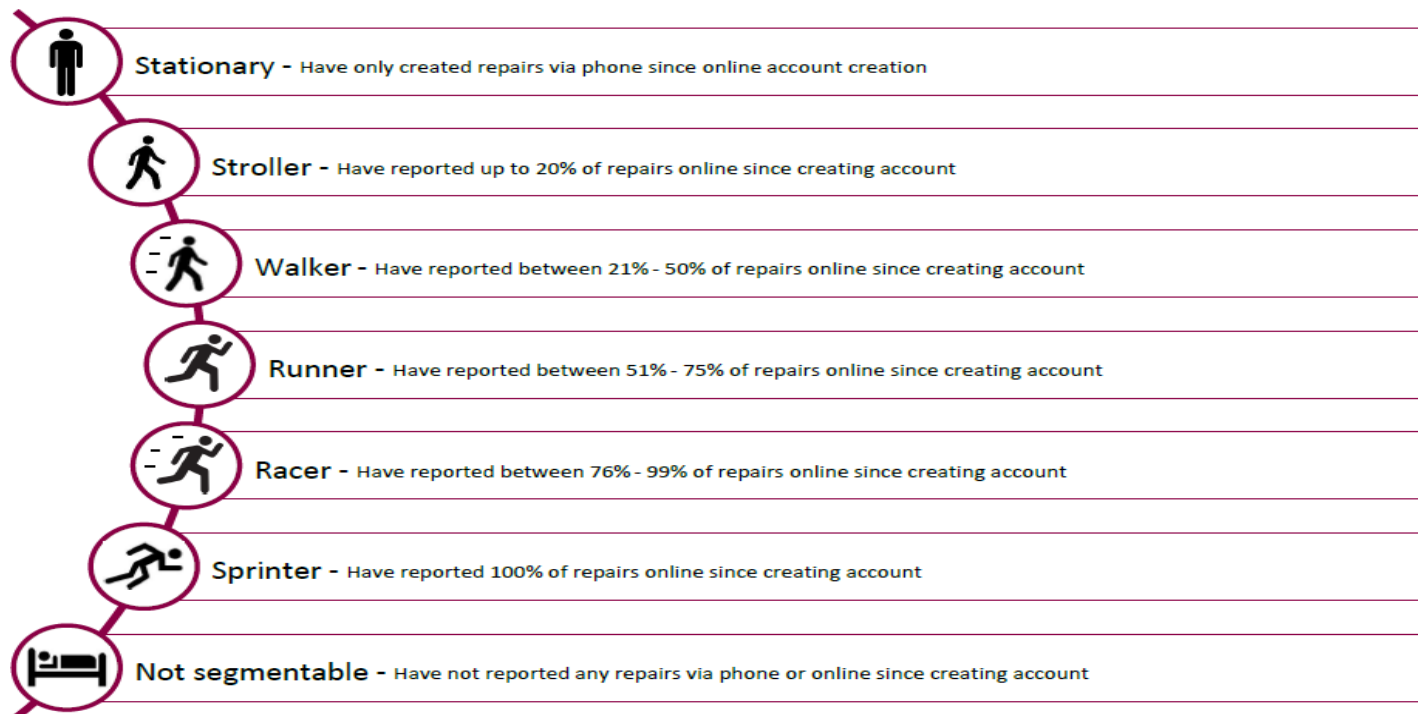 Stationary - Have only created repairs via phone since online account creation
Stroller - Have reported up to 20% of repairs online since creating account
Walker - Have reported between 21% - 50% of repairs online since creating account
Runner - Have reported between 51% - 75% of repairs online since creating account
Racer - Have reported between 76% - 99% of repairs online since creating account
Sprinter - Have reported 100% of repairs online since creating account
Not segmentable - Have not reported any repairs via phone or online since creating account